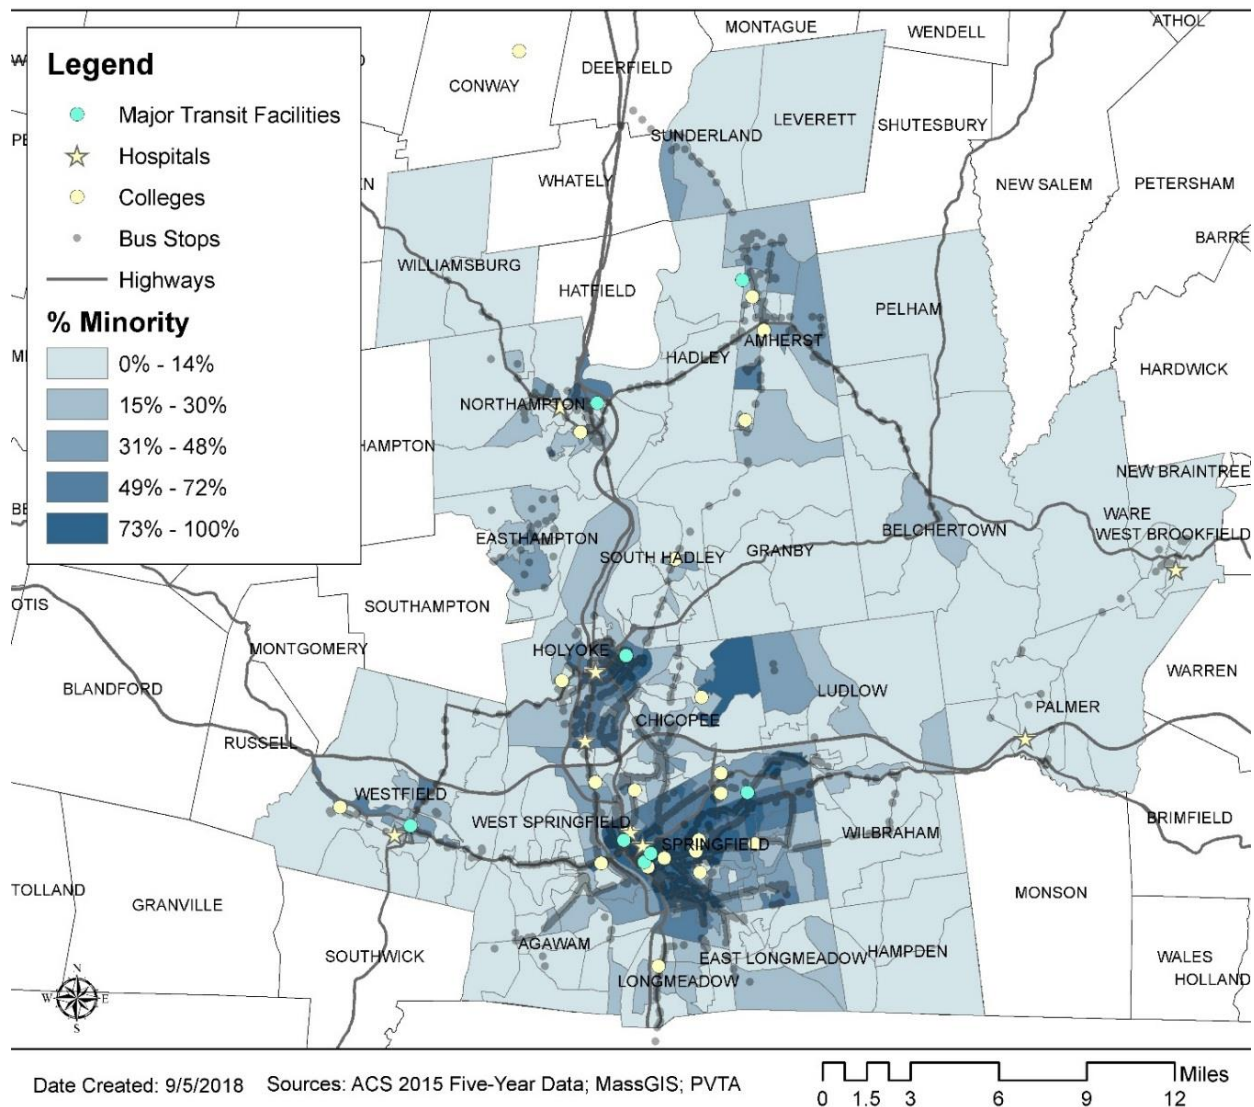 Legend
Major Transit Facilities
Hospitals
Colleges
Bus Stops
Highways
% Minority
0% - 14%
15% - 30%
31% - 48%
49% - 72%
73% - 100%
MONTAGUE
WENDELL
ATHOL
CONWAY
DEERFIELD
SUNDERLAND
LEVERETT
SHUTESBURY
WHATELY
NEW SALEM
PETERSHAM
BARRE
WILLIAMSBURG
HATFIELD
PELHAM
HADLEY
AMHERST
HARDWICK
NORTHAMPTON
HAMPTON
NEW BRAINTREE
EASTHAMPTON
SOUTH HADLEY
GRANBY
BELCHERTOWN
WARE
WEST BROOKFIELD
OTIS
SOUTHAMPTON
MONTGOMERY
HOLYOKE
WARREN
BLANDFORD
LUDLOW
PALMER
CHICOPEE
RUSSELL
WESTFIELD
WEST SPRINGFIELD
SPRINGFIELD
WILBRAHAM
BRIMFIELD
TOLLAND
GRANVILLE
MONSON
SOUTHWICK
AGAWAM
EAST LONGMEADOW
HAMPDEN
LONGMEADOW
WALES
HOLLAND
N
W
E
S
Date Created: 9/5/2018 Sources: ACS 2015 Five-Year Data; MassGIS; PVTA
Miles
0 1.5 3 6 9 12